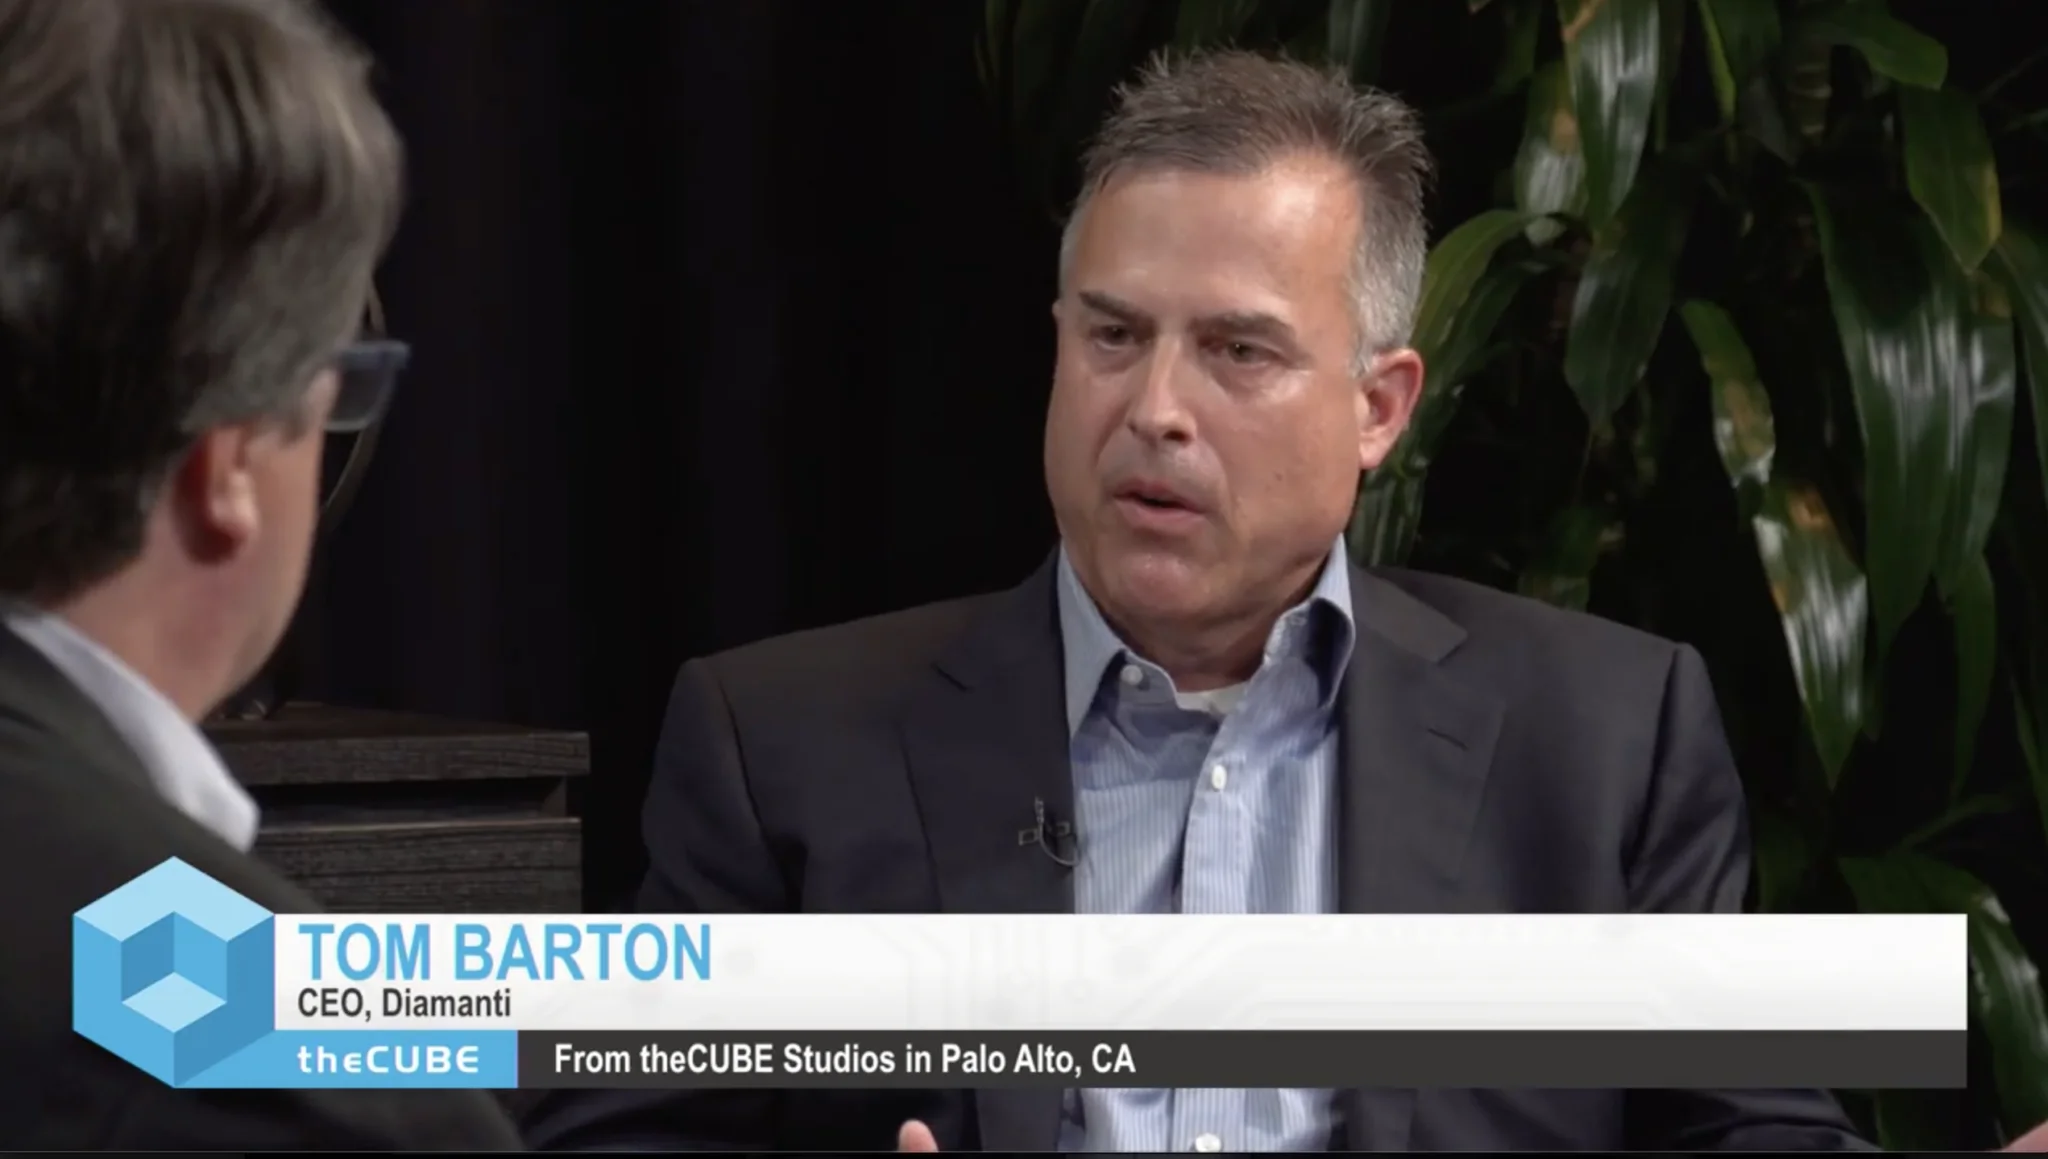 TOM BARTON
CEO, Diamanti
theCUBE
From theCUBE Studios in Palo Alto, CA